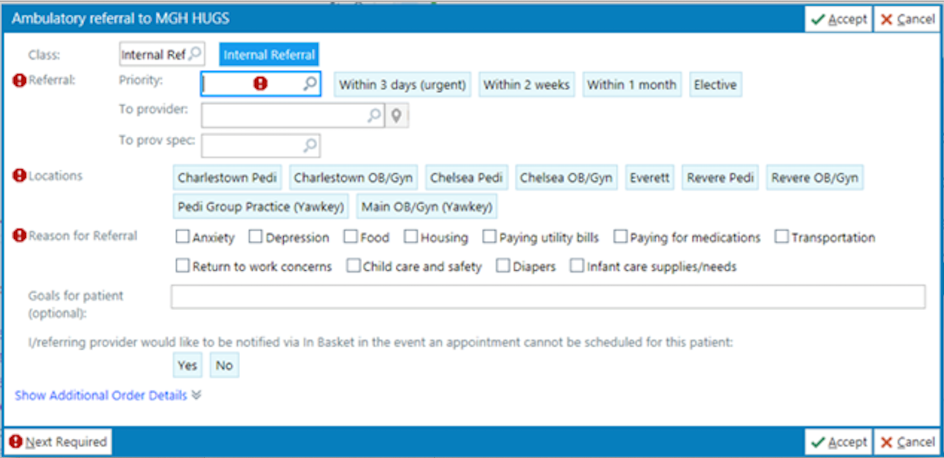 Ambulatory referral to MGH HUGS Accept Cancel
Class: Internal Ref Internal Referral
Referral: Priority: Within 3 days (urgent) Within 2 weeks Within 1 month Elective
To provider:
To prov spec:
Locations Charlestown Pedi Charlestown OB/Gyn Chelsea Pedi Chelsea OB/Gyn Everett Revere Pedi Revere OB/Gyn
Pedi Group Practice (Yawkey) Main OB/Gyn (Yawkey)
Reason for Referral Anxiety Depression Food Housing Paying utility bills Paying for medications Transportation
Return to work concerns Child care and safety Diapers Infant care supplies/needs
Goals for patient
(optional):
I/referring provider would like to be notified via In Basket in the event an appointment cannot be scheduled for this patient:
Yes No
Show Additional Order Details
Next Required Accept Cancel